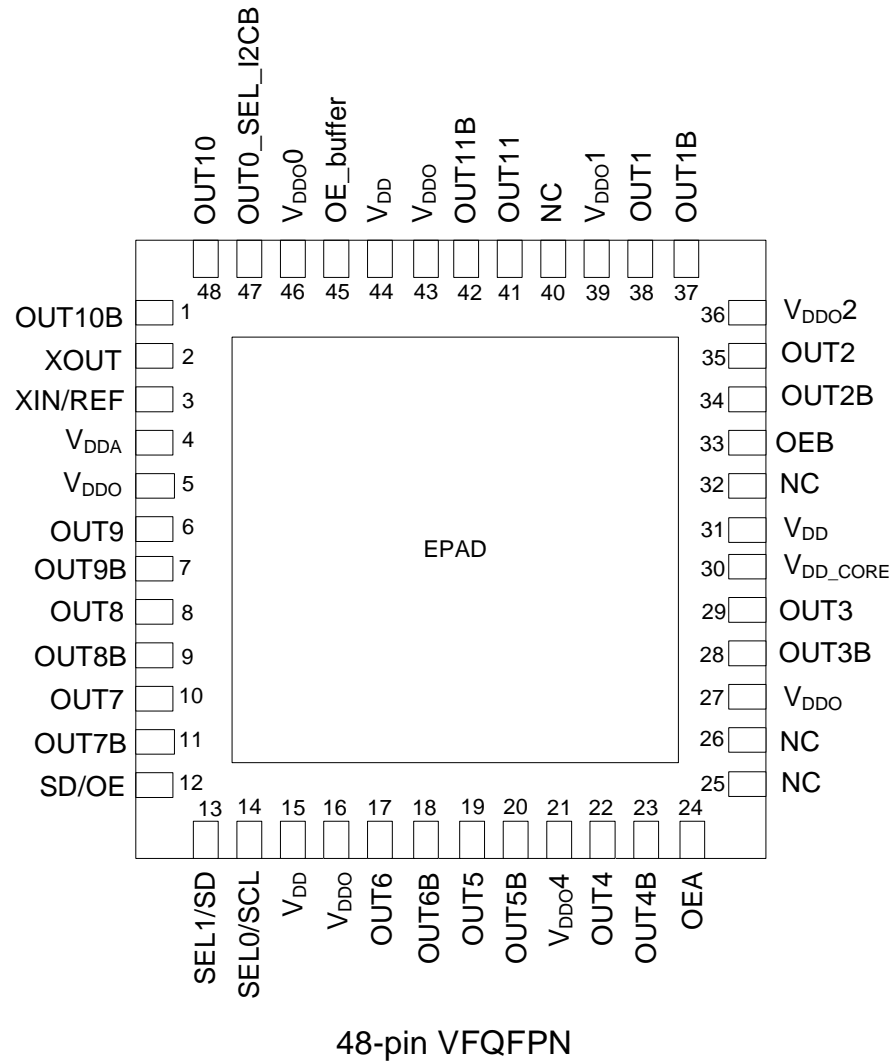 OUT10
OUT0_SEL_I2CB
VDDO0
OE_buffer
VDD
VDDO
OUT11B
OUT11
NC
VDDO1
OUT1
OUT1B
48 47 46 45 44 43 42 41 40 39 38 37
OUT10B 1
XOUT 2
XIN/REF 3
VDDA 4
VDDO 5
OUT9 6
OUT9B 7
OUT8 8
OUT8B 9
OUT7 10
OUT7B 11
SD/OE 12
EPAD
36 VDDO2
35 OUT2
34 OUT2B
33 OEB
32 NC
31 VDD
30 VDD_CORE
29 OUT3
28 OUT3B
27 VDDO
26 NC
25 NC
13 14 15 16 17 18 19 20 21 22 23 24
SEL1/SD
SEL0/SCL
VDD
VDDO
OUT6
OUT6B
OUT5
OUT5B
VDDO4
OUT4
OUT4B
OEA
48-pin VFQFPN